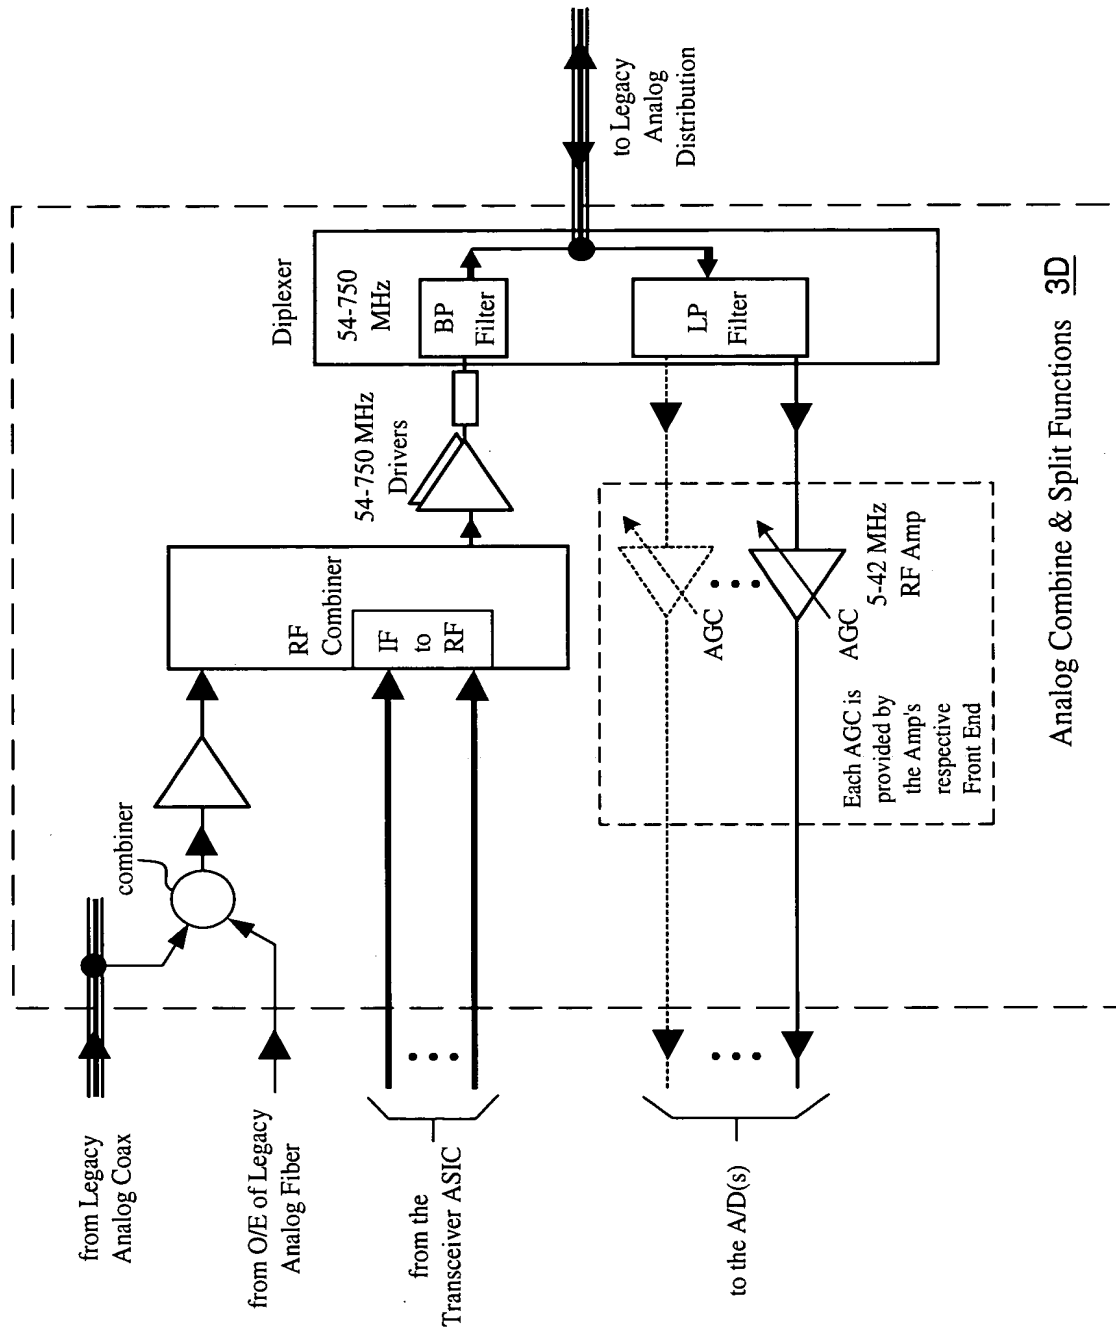 from Legacy
Analog Coax
from O/E of Legacy
Analog Fiber
from the
Transceiver ASIC
to the A/D(s)
combiner
RF
Combiner
IF
to
RF
54-750 MHz
Drivers
Diplexer
54-750
MHz
BP
Filter
LP
Filter
to Legacy
Analog
Distribution
AGC
AGC
5-42 MHz
RF Amp
Each AGC is
provided by
the Amp's
respective
Front End
Analog Combine & Split Functions 3D